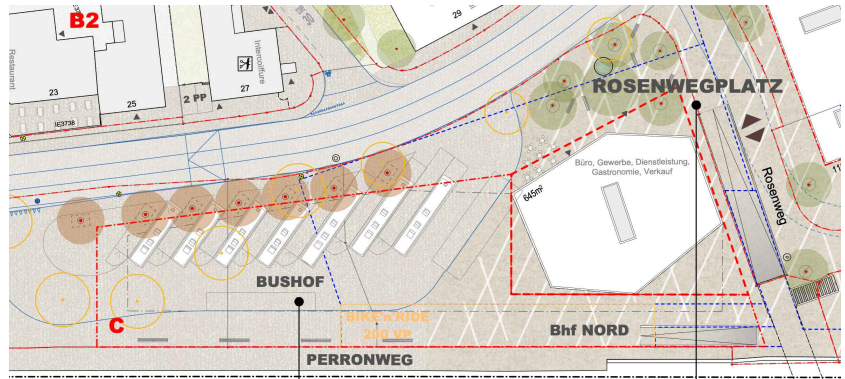 B2
29
Restaurant
Intercoiffure
23
25
27
2 PP
IE3738
ROSENWEGPLATZ
Büro, Gewerbe, Dienstleistung,
Gastronomie, Verkauf
645m²
Rosenweg
11
BUSHOF
C
BIKE'n'RIDE
200 VP
Bhf NORD
PERRONWEG